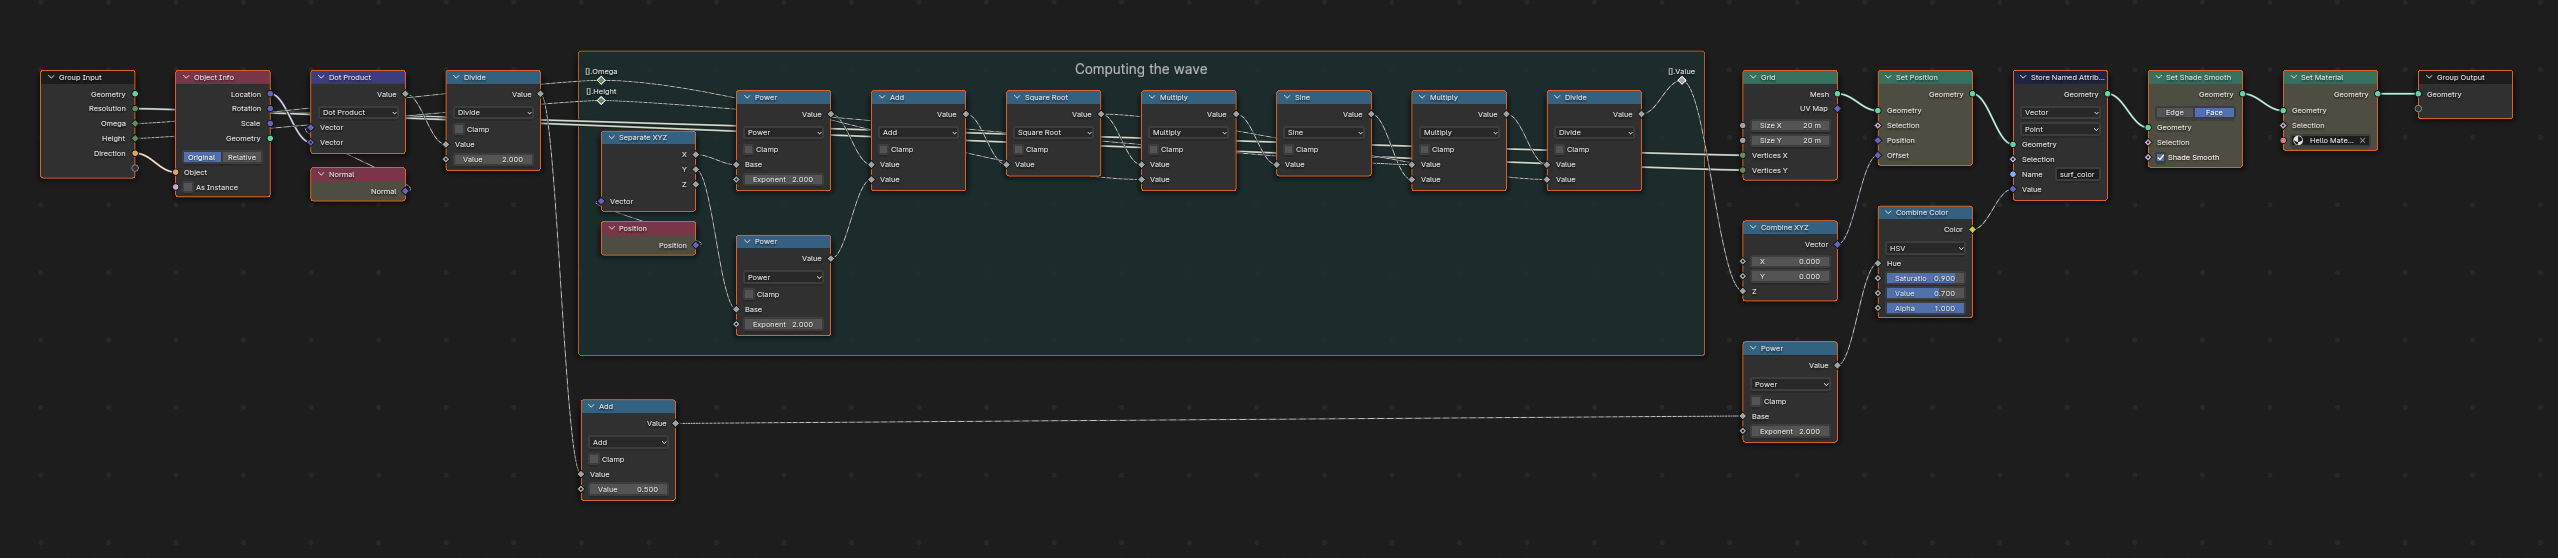 Group Input
Geometry
Resolution
Omega
Height
Direction
Object Info
Location
Rotation
Scale
Geometry
Original Relative
Object
As Instance
Dot Product
Value
Dot Product
Vector
Vector
Normal
Normal
Divide
Value
Divide
Clamp
Value
Value 2.000
Computing the wave
[].Omega
[].Height
Separate XYZ
X
Y
Z
Vector
Position
Position
Power
Value
Power
Clamp
Base
Exponent 2.000
Power
Value
Power
Clamp
Base
Exponent 2.000
Add
Value
Add
Clamp
Value
Value
Square Root
Value
Square Root
Clamp
Value
Multiply
Value
Multiply
Clamp
Value
Value
Sine
Value
Sine
Clamp
Value
Multiply
Value
Multiply
Clamp
Value
Value
Divide
Value
Divide
Clamp
Value
Value
[].Value
Add
Value
Add
Clamp
Value
Value 0.500
Grid
Mesh
UV Map
Size X 20 m
Size Y 20 m
Vertices X
Vertices Y
Combine XYZ
Vector
X 0.000
Y 0.000
Z
Power
Value
Power
Clamp
Base
Exponent 2.000
Set Position
Geometry
Geometry
Selection
Position
Offset
Combine Color
Color
HSV
Hue
Saturatio 0.900
Value 0.700
Alpha 1.000
Store Named Attrib...
Geometry
Vector
Point
Geometry
Selection
Name surf_color
Value
Set Shade Smooth
Geometry
Edge Face
Geometry
Selection
Shade Smooth
Set Material
Geometry
Geometry
Selection
Hello Mate...
Group Output
Geometry